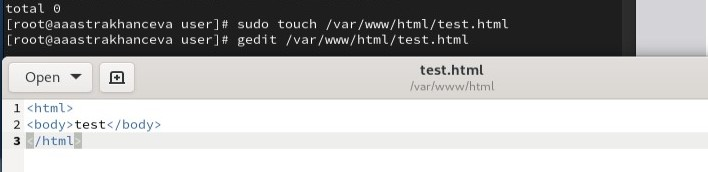 total 0
[root@aaastrakhanceva user]# sudo touch /var/www/html/test.html
[root@aaastrakhanceva user]# gedit /var/www/html/test.html
Open
test.html
/var/www/html
1 <html>
2 <body>test</body>
3 </html>